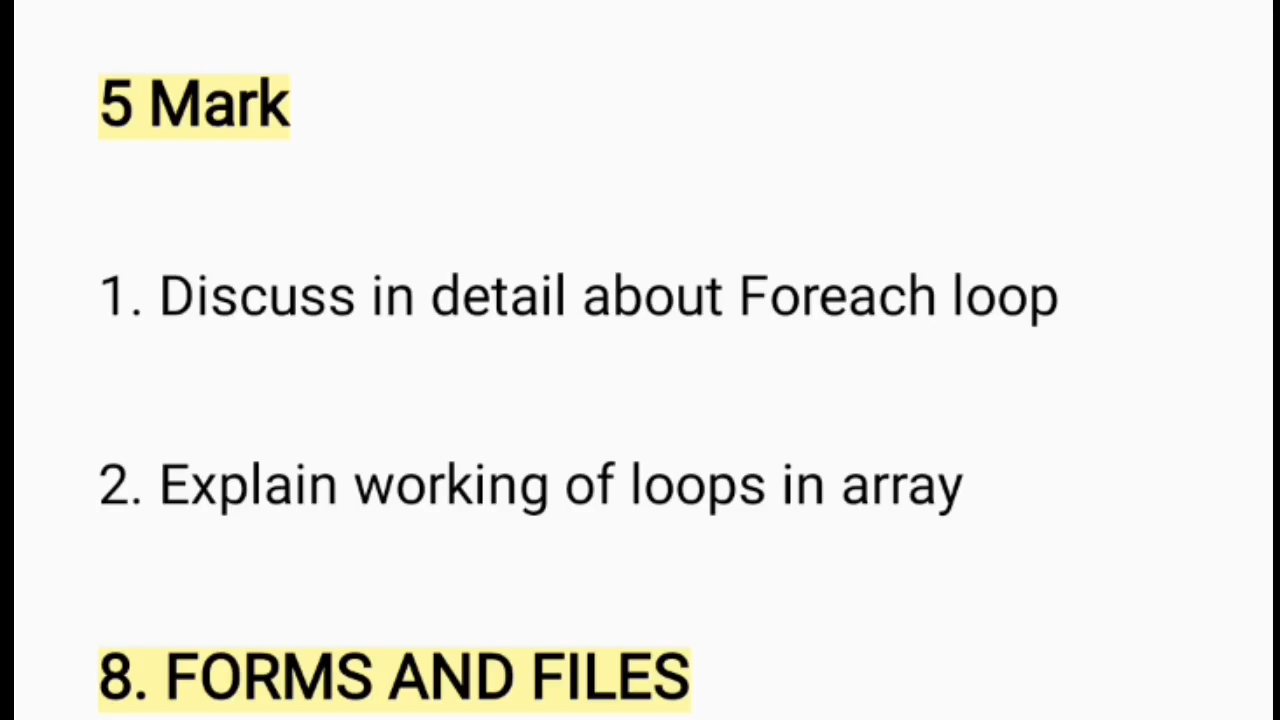 5 Mark
1. Discuss in detail about Foreach loop
2. Explain working of loops in array
8. FORMS AND FILES